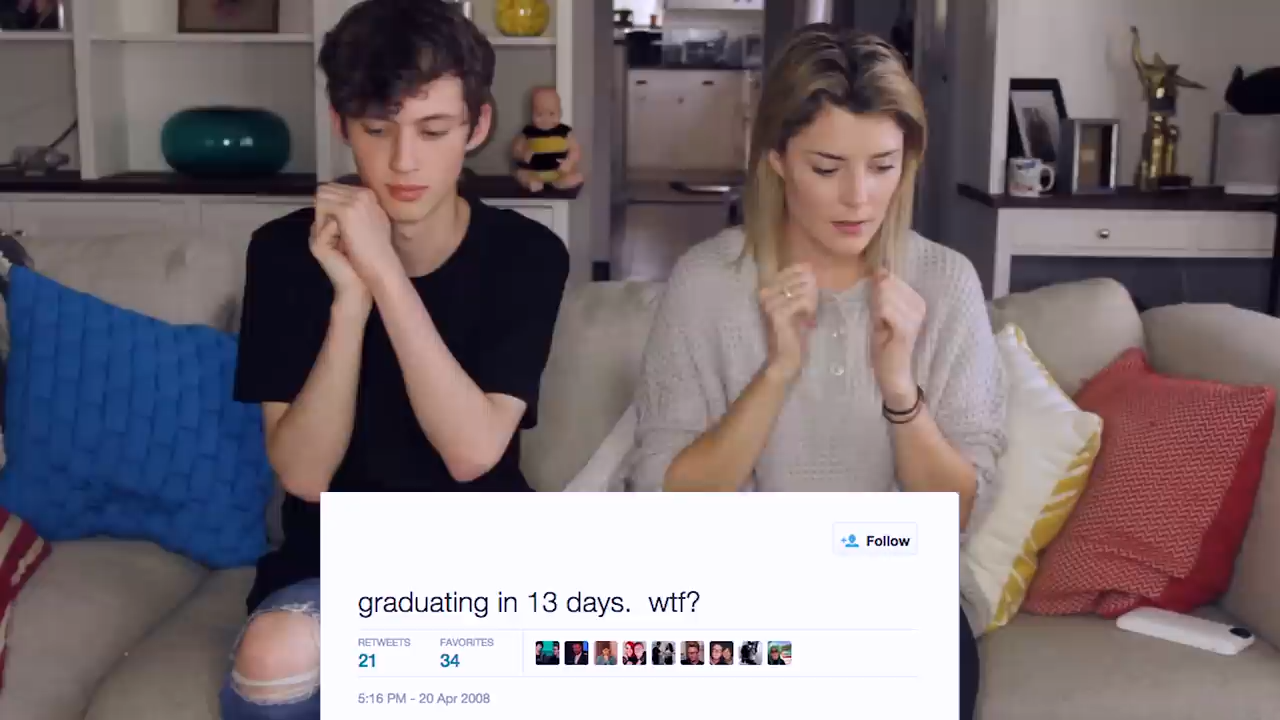 Follow
graduating in 13 days.  wtf?
RETWEETS FAVORITES
21 34
5:16 PM - 20 Apr 2008